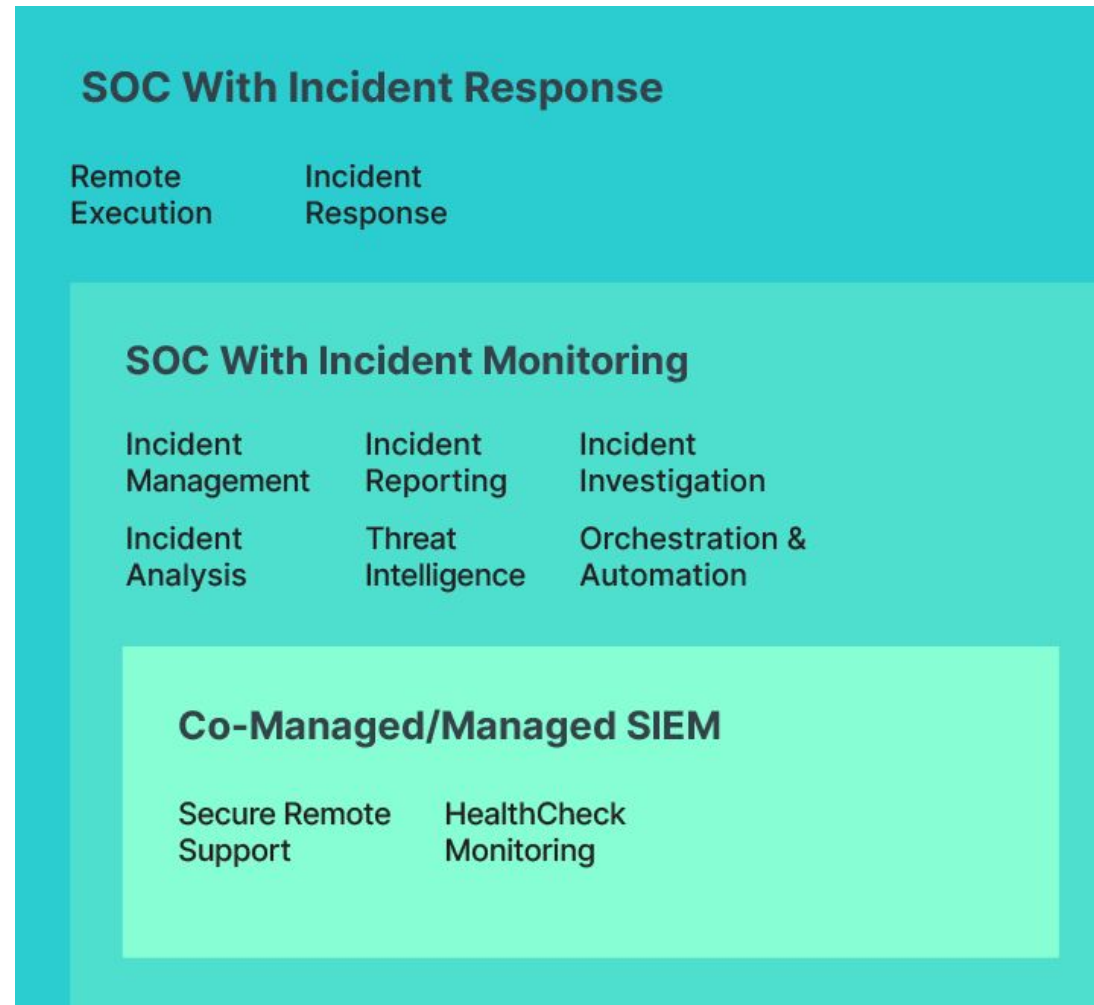 SOC With Incident Response
Remote
Execution
Incident
Response
SOC With Incident Monitoring
Incident
Management
Incident
Reporting
Incident
Investigation
Incident
Analysis
Threat
Intelligence
Orchestration &
Automation
Co-Managed/Managed SIEM
Secure Remote
Support
HealthCheck
Monitoring